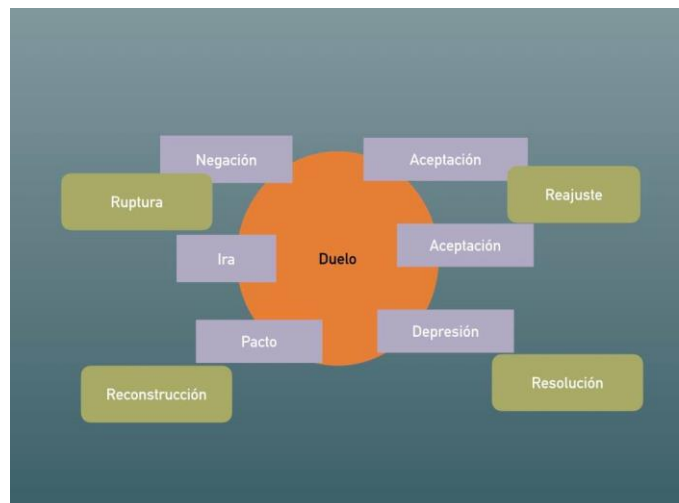 Negación
Aceptación
Ruptura
Reajuste
Ira
Duelo
Aceptación
Pacto
Depresión
Reconstrucción
Resolución